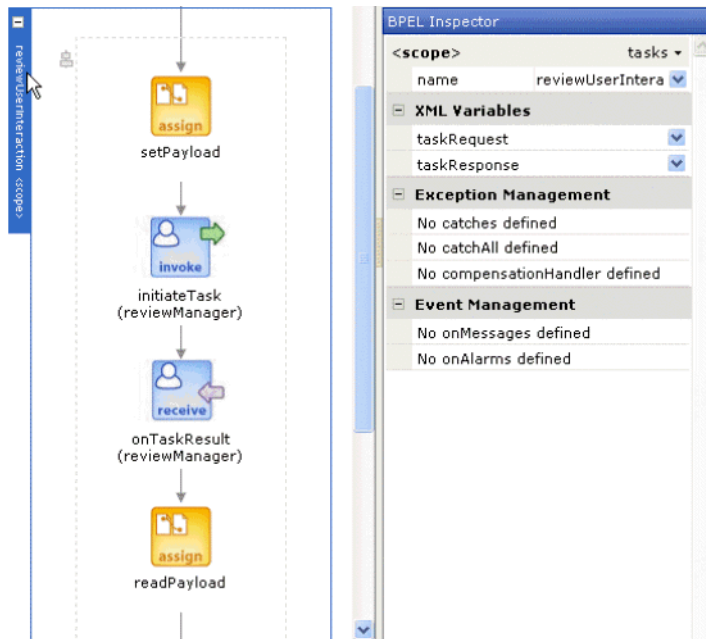 reviewUserInteraction <scope>
assign
setPayload
invoke
initiateTask
(reviewManager)
receive
onTaskResult
(reviewManager)
assign
readPayload
BPEL Inspector
<scope> tasks
name reviewUserIntera
XML Variables
taskRequest
taskResponse
Exception Management
No catches defined
No catchAll defined
No compensationHandler defined
Event Management
No onMessages defined
No onAlarms defined